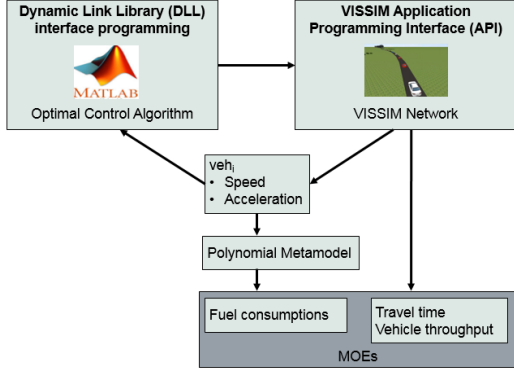 Dynamic Link Library (DLL)
interface programming
MATLAB
Optimal Control Algorithm
VISSIM Application
Programming Interface (API)
VISSIM Network
vehi
• Speed
• Acceleration
Polynomial Metamodel
Fuel consumptions
Travel time
Vehicle throughput
MOEs